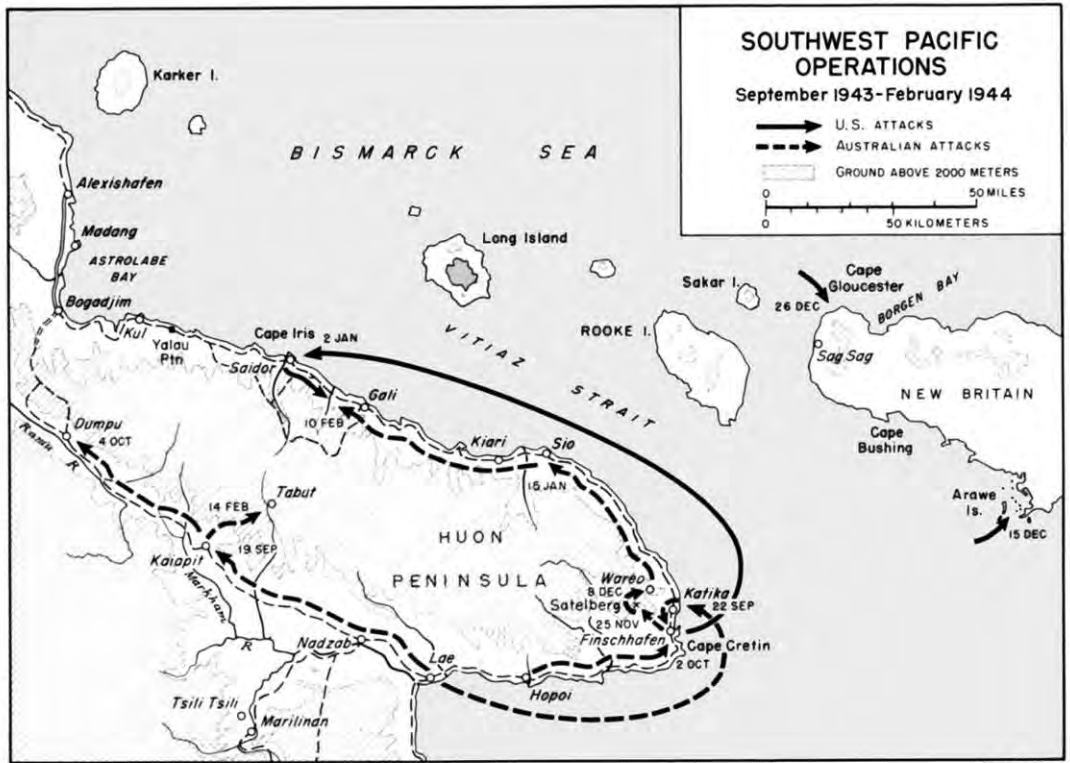 SOUTHWEST PACIFIC
OPERATIONS
September 1943-February 1944
U.S. ATTACKS
AUSTRALIAN ATTACKS
GROUND ABOVE 2000 METERS
0 50 MILES
0 50 KILOMETERS
Karker I.
BISMARCK SEA
Alexishafen
Madang
ASTROLABE
BAY
Bogadjim
Kul
Yalau
Ptn
Long Island
Cape Iris 2 JAN
Saidor
Gali
10 FEB
VITIAZ
STRAIT
Sakar I.
ROOKE I.
26 DEC
Cape
Gloucester
BORGEN BAY
Sag Sag
NEW BRITAIN
Cape
Bushing
Arawe
Is.
15 DEC
Dumpu
4 OCT
Ramu R.
Kiari
Sio
15 JAN
14 FEB
Tabut
19 SEP
Kaiapit
Markham
R
HUON
PENINSULA
Wareo
8 DEC
Satelberg
25 NOV
Katika
22 SEP
Finschhafen
Cape Cretin
2 OCT
Nadzab
Lae
Hopoi
Tsili Tsili
Marilinan